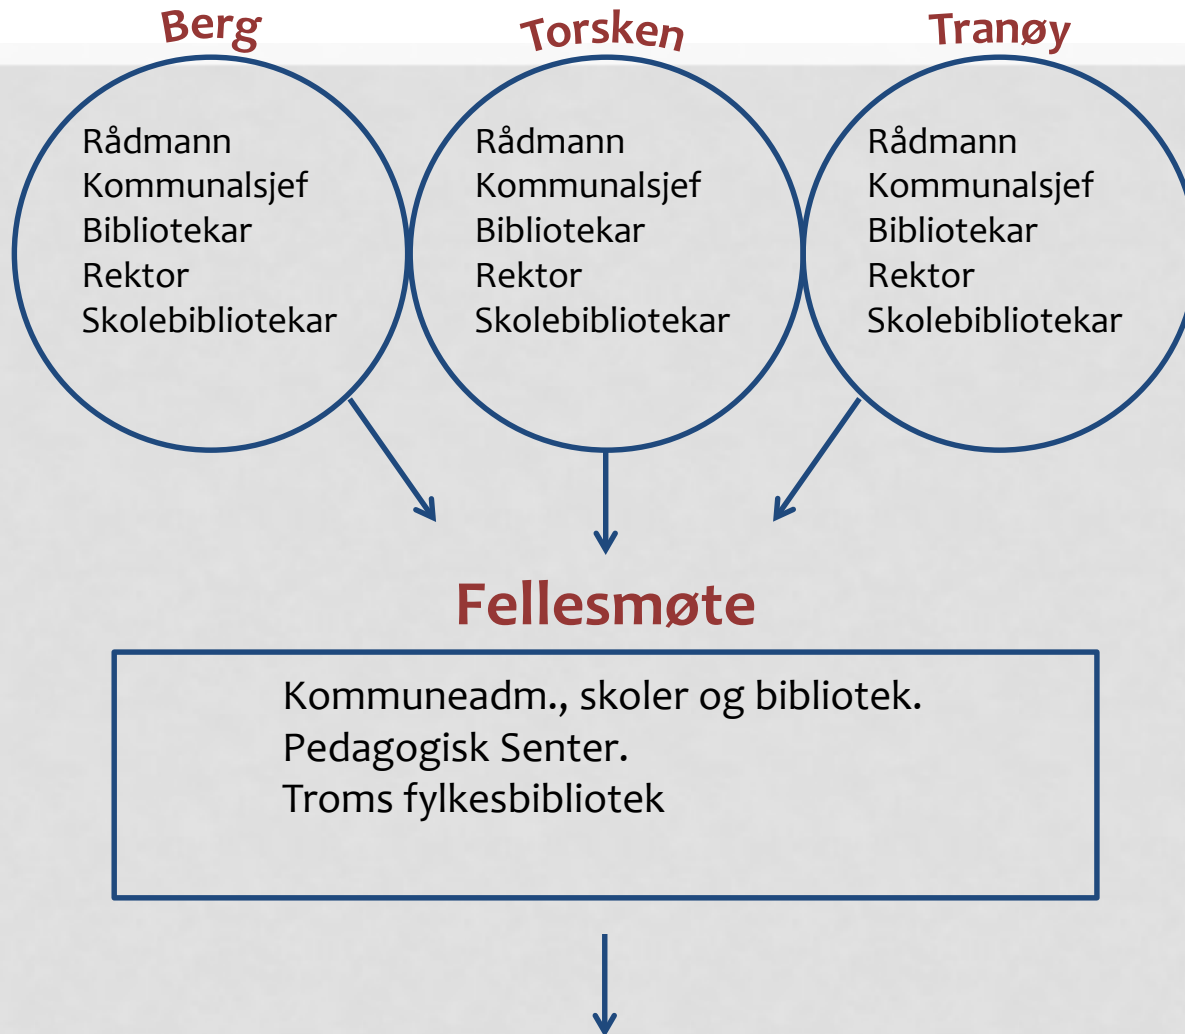 Berg
Rådmann
Kommunalsjef
Bibliotekar
Rektor
Skolebibliotekar
Torsken
Rådmann
Kommunalsjef
Bibliotekar
Rektor
Skolebibliotekar
Tranøy
Rådmann
Kommunalsjef
Bibliotekar
Rektor
Skolebibliotekar
Fellesmøte
Kommuneadm., skoler og bibliotek.
Pedagogisk Senter.
Troms fylkesbibliotek